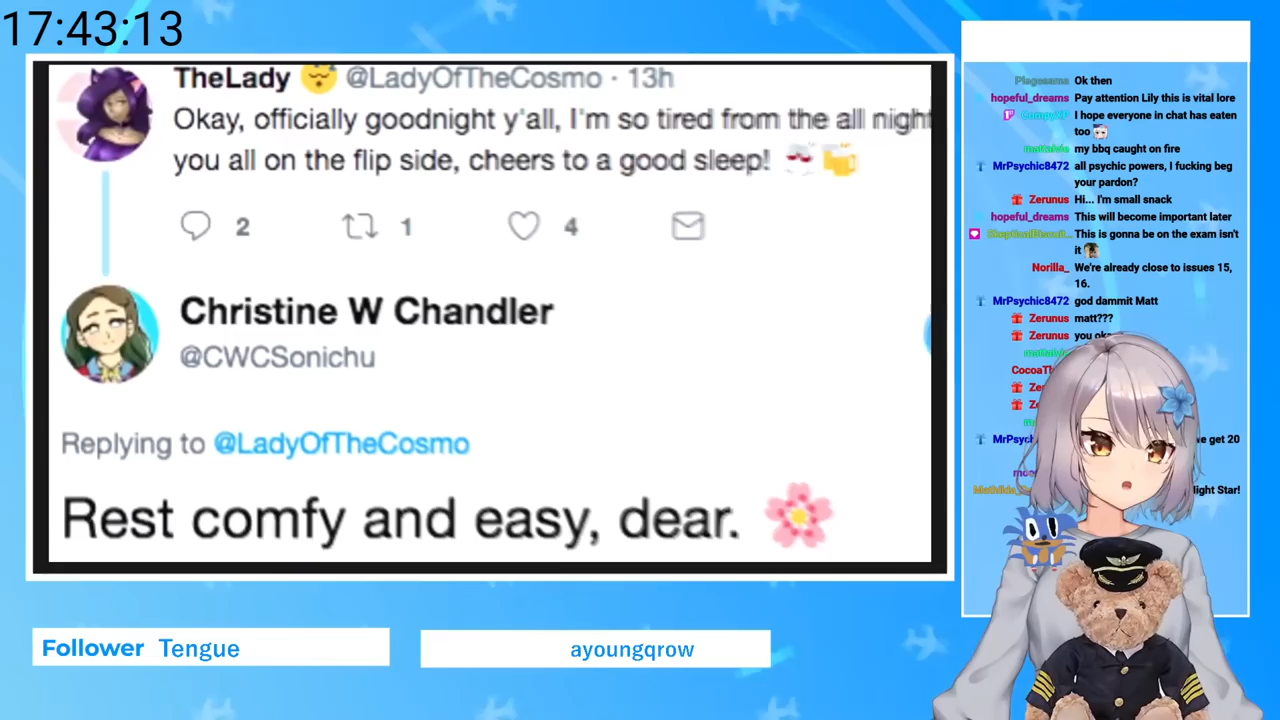 17:43:13
TheLady @LadyOfTheCosmo · 13h
Okay, officially goodnight y'all, I'm so tired from the all night
you all on the flip side, cheers to a good sleep!
2 1 4
Christine W Chandler
@CWCSonichu
Replying to @LadyOfTheCosmo
Rest comfy and easy, dear.
Follower Tengue
ayoungqrow
Ok then
hopeful_dreams Pay attention Lily this is vital lore
I hope everyone in chat has eaten
too
my bbq caught on fire
MrPsychic8472 all psychic powers, I fucking beg
your pardon?
Zerunus Hi... I'm small snack
hopeful_dreams This will become important later
This is gonna be on the exam isn't
it
Norilla_ We're already close to issues 15,
16.
MrPsychic8472 god dammit Matt
Zerunus matt???
Zerunus you
get 20
light Star!